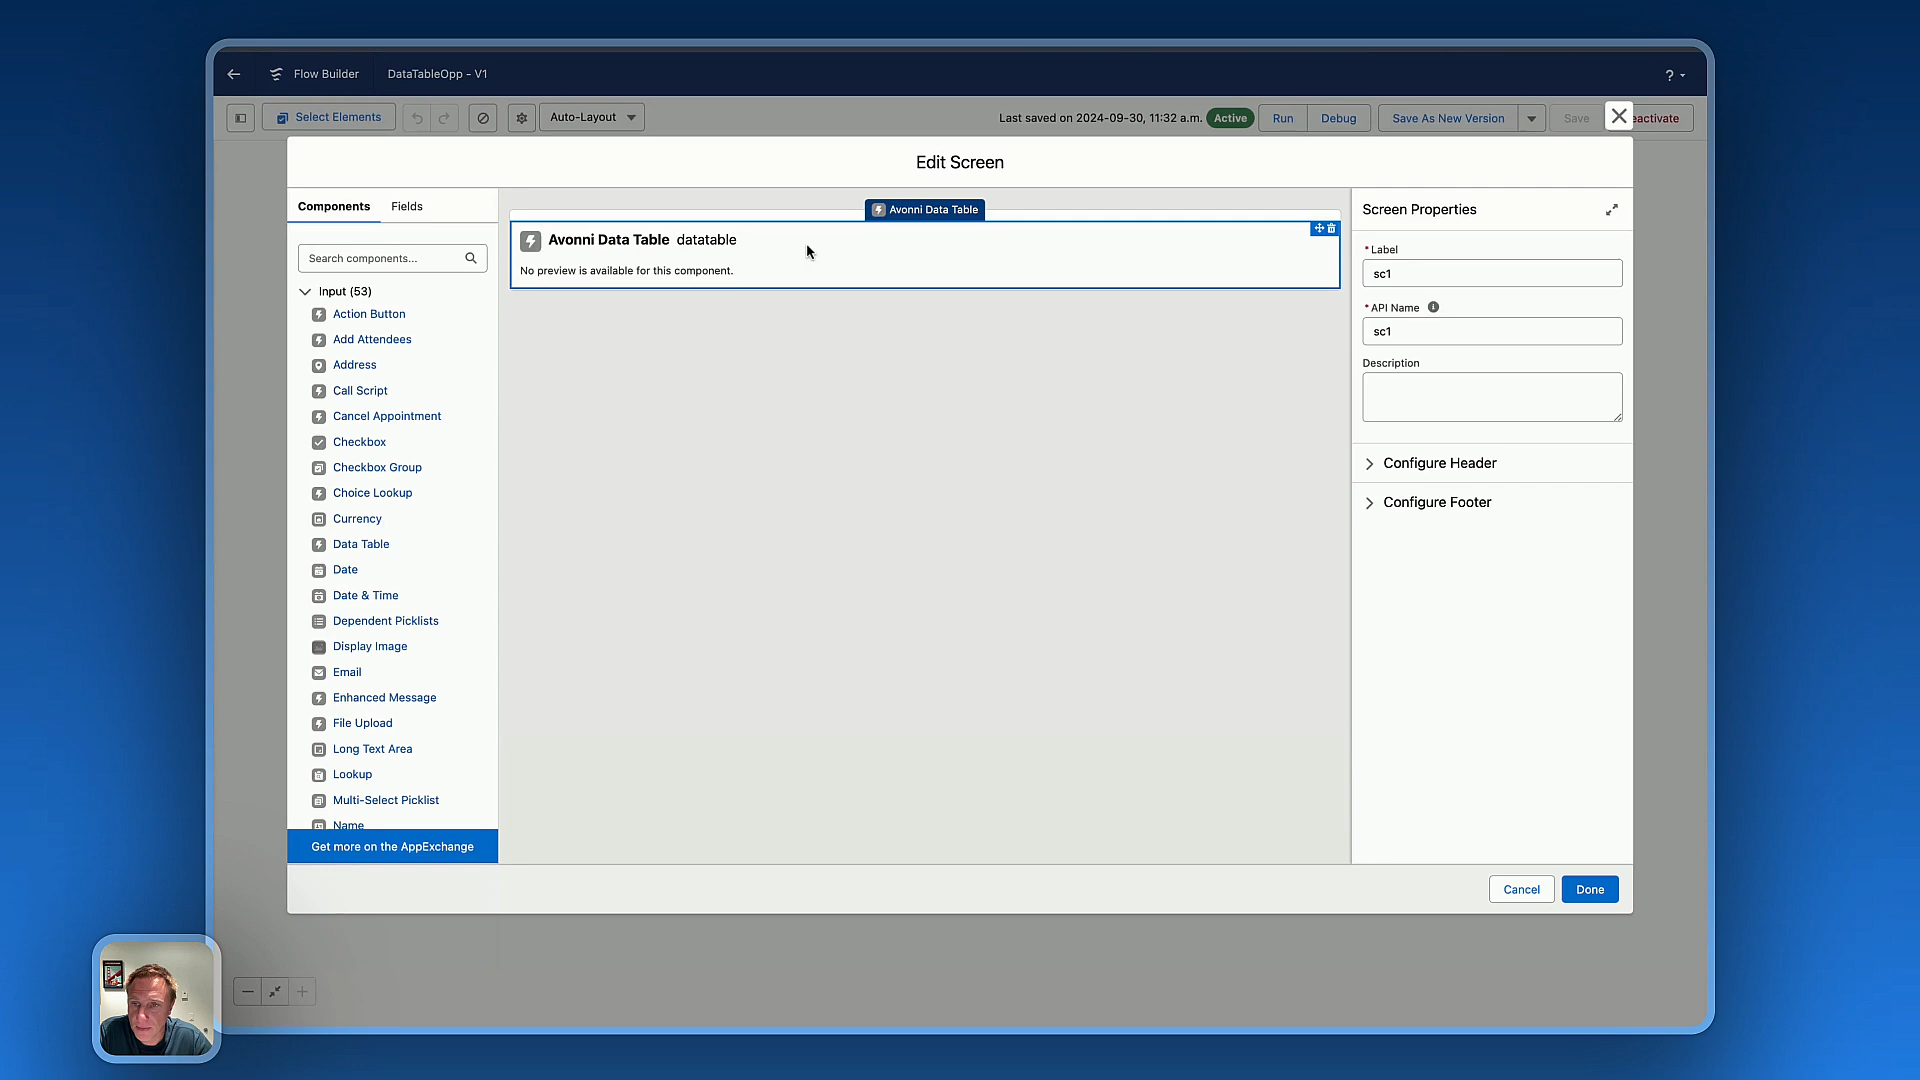 Flow Builder
DataTableOpp - V1
?
Select Elements
Auto-Layout
Last saved on 2024-09-30, 11:32 a.m.
Active
Run
Debug
Save As New Version
Save
eactivate
Edit Screen
Components
Fields
Search components...
Input (53)
Action Button
Add Attendees
Address
Call Script
Cancel Appointment
Checkbox
Checkbox Group
Choice Lookup
Currency
Data Table
Date
Date & Time
Dependent Picklists
Display Image
Email
Enhanced Message
File Upload
Long Text Area
Lookup
Multi-Select Picklist
Name
Get more on the AppExchange
Avonni Data Table
Avonni Data Table datatable
No preview is available for this component.
Screen Properties
* Label
sc1
* API Name
sc1
Description
Configure Header
Configure Footer
Cancel
Done